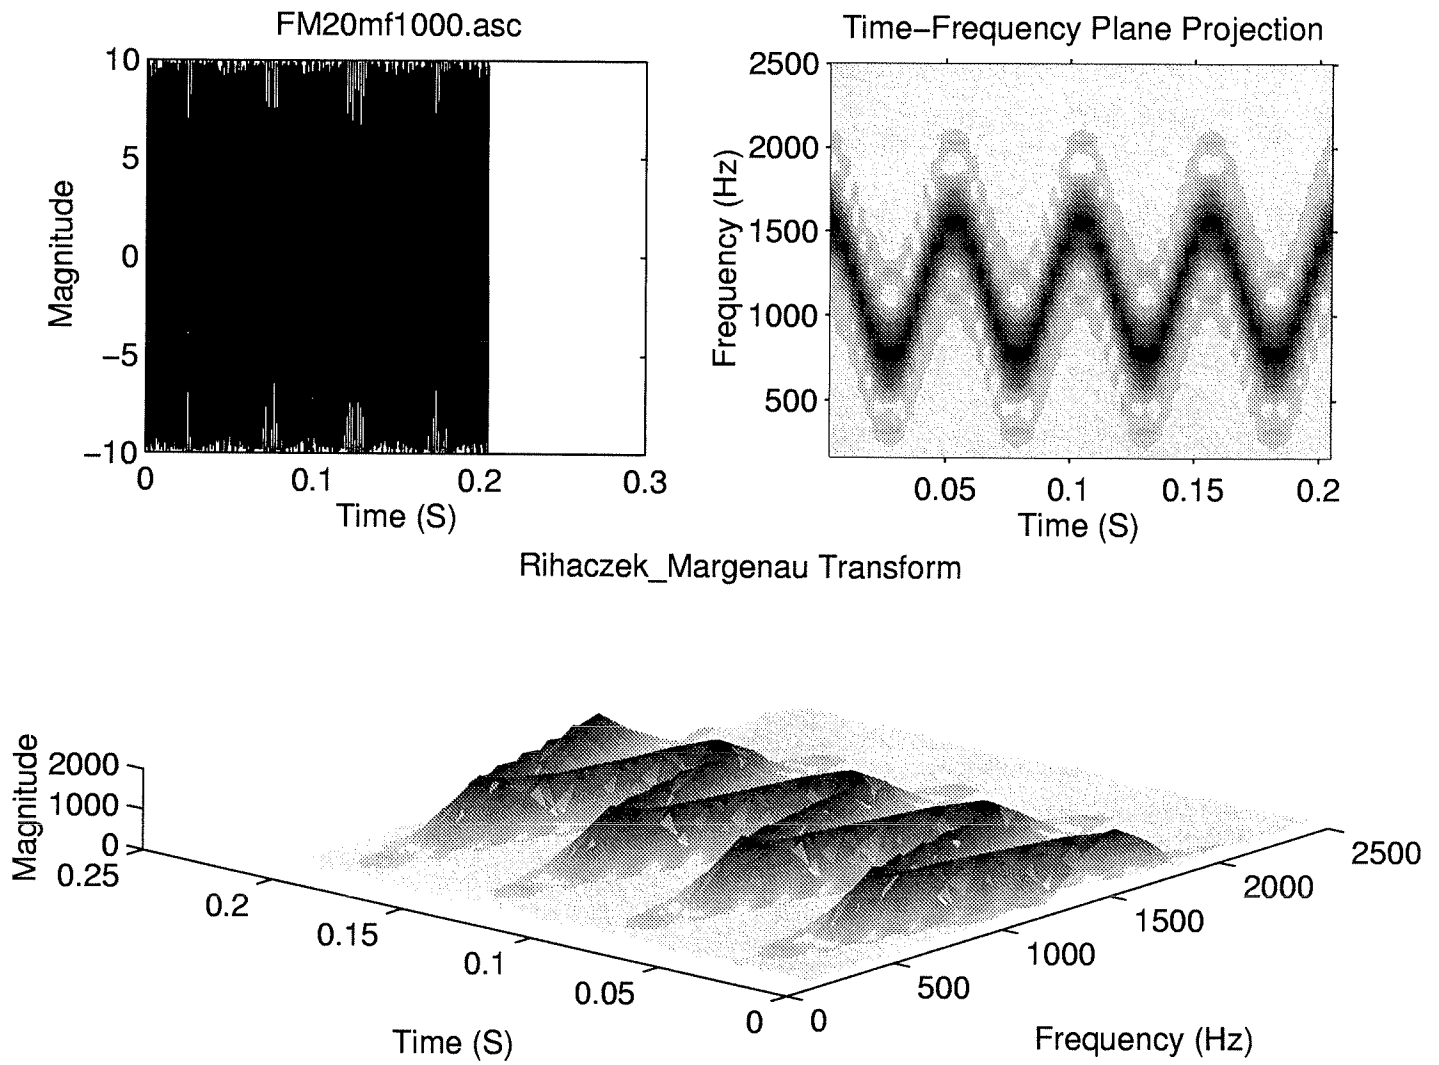 FM20mf1000.asc
10
5
0
−5
−10
Magnitude
0 0.1 0.2 0.3
Time (S)
Time−Frequency Plane Projection
2500
2000
1500
1000
500
Frequency (Hz)
0.05 0.1 0.15 0.2
Time (S)
Rihaczek_Margenau Transform
2000
1000
0
Magnitude
0.25
0.2
0.15
0.1
0.05
0
Time (S)
0
500
1000
1500
2000
2500
Frequency (Hz)